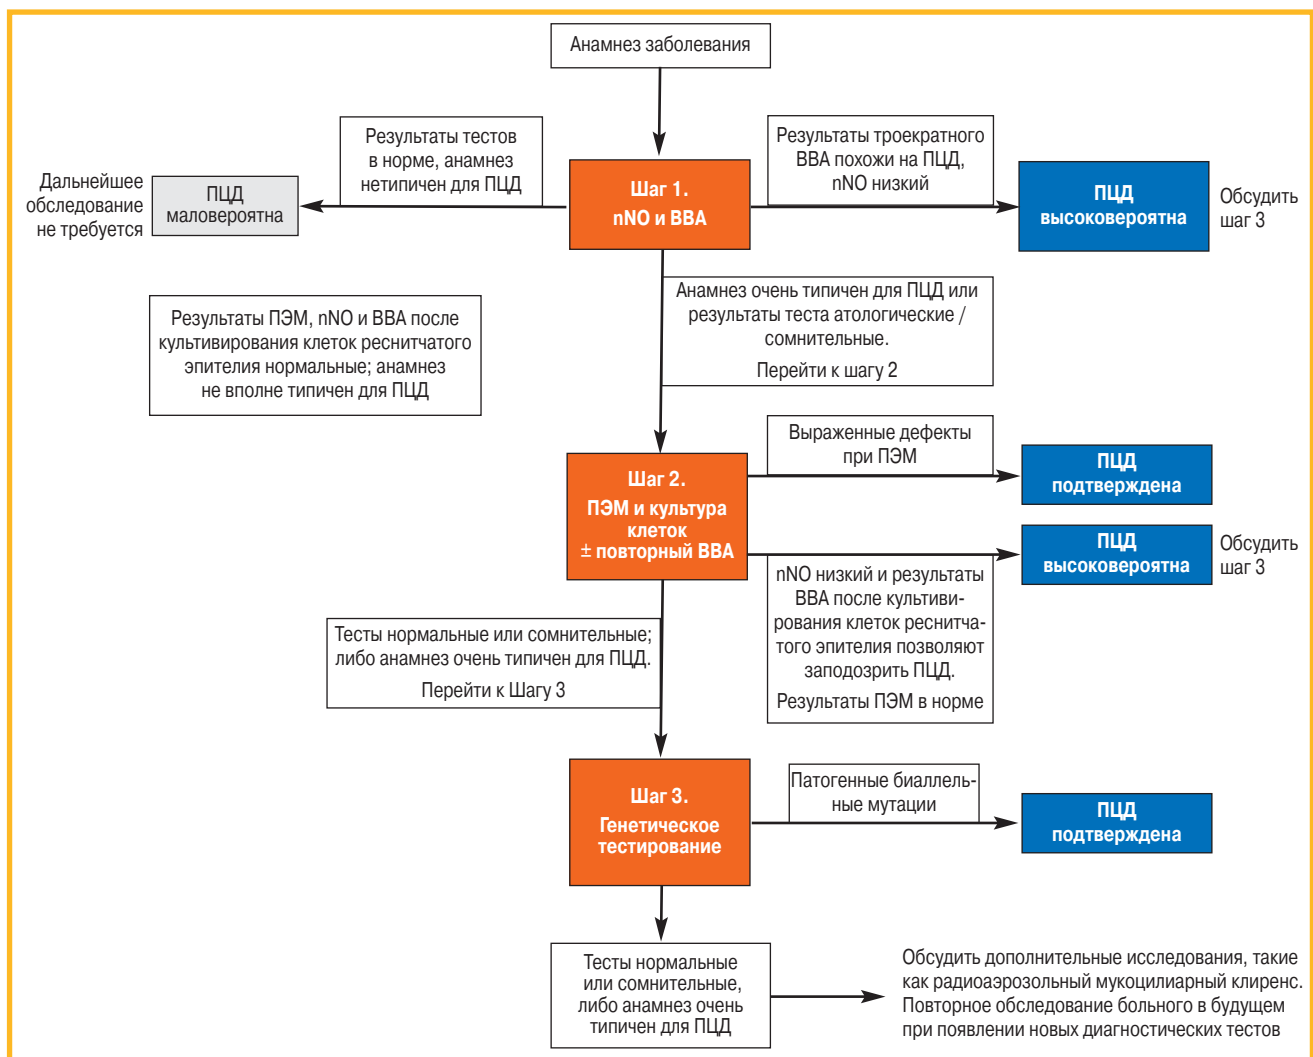 Анамнез заболевания
Результаты тестов
в норме, анамнез
нетипичен для ПЦД
Результаты троекратного
ВВА похожи на ПЦД,
nNO низкий
Дальнейшее
обследование
не требуется
ПЦД
маловероятна
Шаг 1.
nNO и ВВА
ПЦД
высоковероятна
Обсудить
шаг 3
Результаты ПЭМ, nNO и ВВА после
культивирования клеток реснитчатого
эпителия нормальные; анамнез
не вполне типичен для ПЦД
Анамнез очень типичен для ПЦД или
результаты теста атологические /
сомнительные.
Перейти к шагу 2
Выраженные дефекты
при ПЭМ
ПЦД
подтверждена
Шаг 2.
ПЭМ и культура
клеток
± повторный ВВА
ПЦД
высоковероятна
Обсудить
шаг 3
nNO низкий и результаты
ВВА после культиви-
рования клеток реснитча-
того эпителия позволяют
заподозрить ПЦД.
Результаты ПЭМ в норме
Тесты нормальные или сомнительные;
либо анамнез очень типичен для ПЦД.
Перейти к Шагу 3
Шаг 3.
Генетическое
тестирование
Патогенные биаллель-
ные мутации
ПЦД
подтверждена
Тесты нормальные
или сомнительные,
либо анамнез очень
типичен для ПЦД
Обсудить дополнительные исследования, такие
как радиоаэрозольный мукоцилиарный клиренс.
Повторное обследование больного в будущем
при появлении новых диагностических тестов